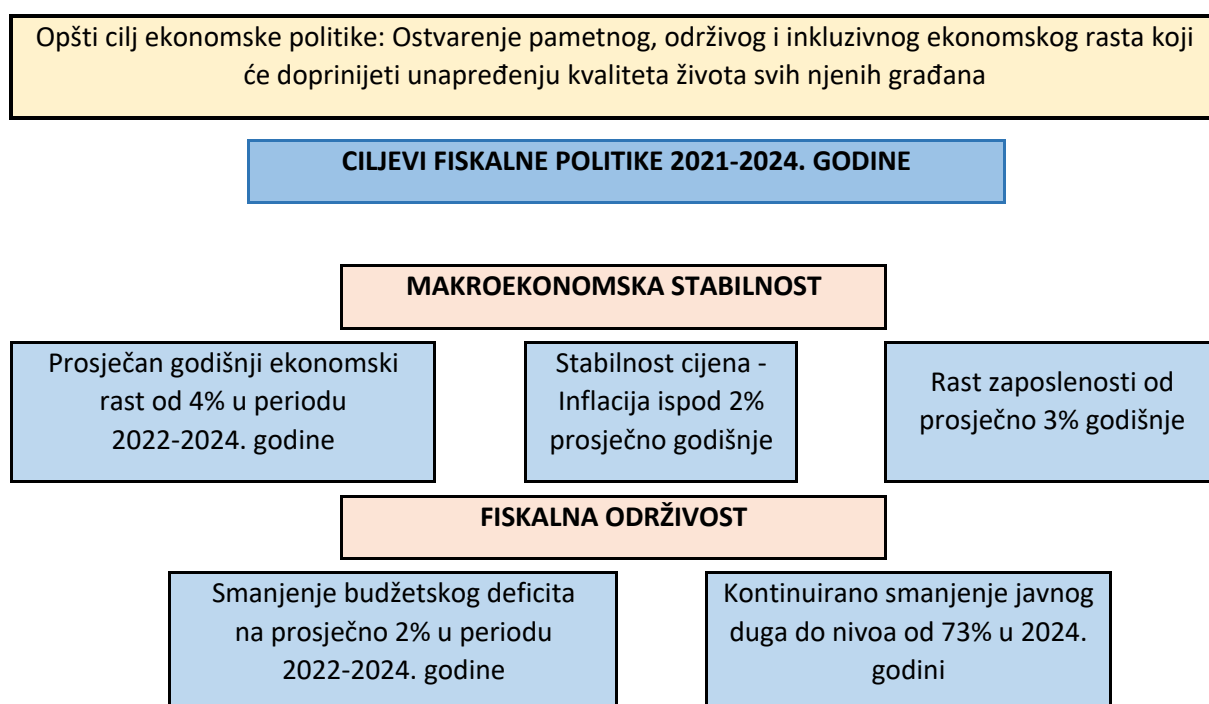 Opšti cilj ekonomske politike: Ostvarenje pametnog, održivog i inkluzivnog ekonomskog rasta koji
će doprinijeti unapređenju kvaliteta života svih njenih građana
CILJEVI FISKALNE POLITIKE 2021-2024. GODINE
MAKROEKONOMSKA STABILNOST
Prosječan godišnji ekonomski
rast od 4% u periodu
2022-2024. godine
Stabilnost cijena -
Inflacija ispod 2%
prosječno godišnje
Rast zaposlenosti od
prosječno 3% godišnje
FISKALNA ODRŽIVOST
Smanjenje budžetskog deficita
na prosječno 2% u periodu
2022-2024. godine
Kontinuirano smanjenje javnog
duga do nivoa od 73% u 2024.
godini